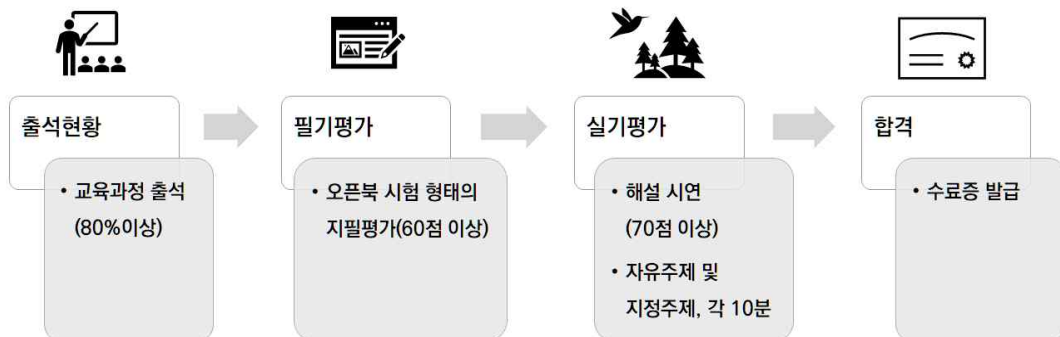 출석현황
• 교육과정 출석
(80%이상)
필기평가
• 오픈북 시험 형태의
지필평가(60점 이상)
실기평가
• 해설 시연
(70점 이상)
• 자유주제 및
지정주제, 각 10분
합격
• 수료증 발급